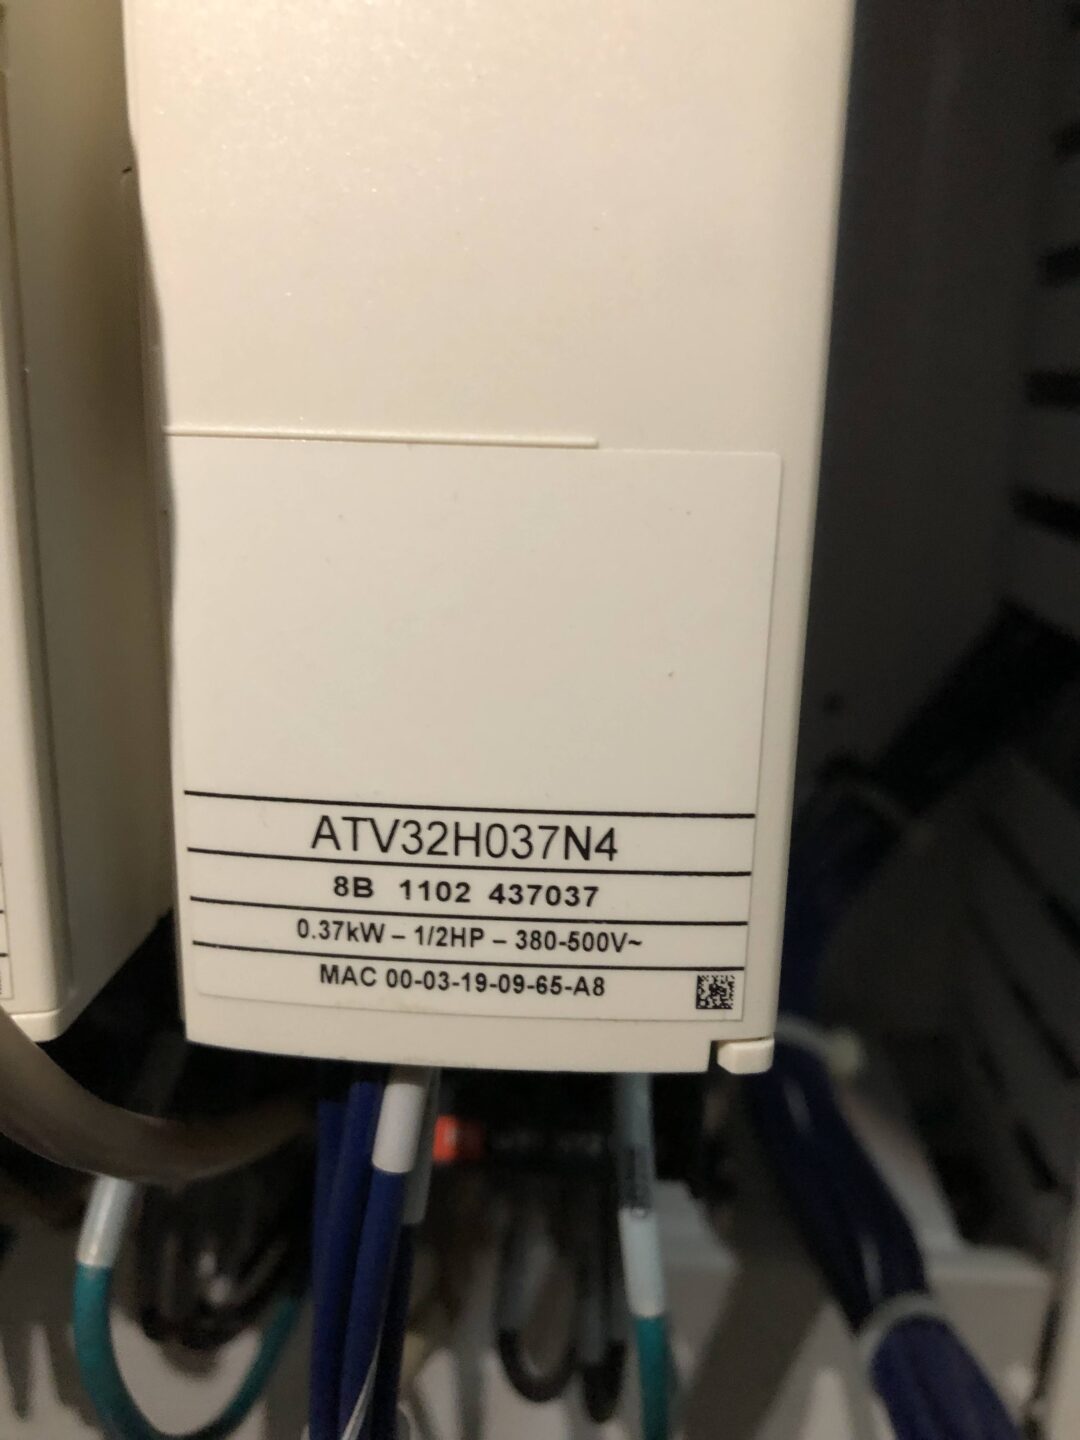 ATV32H037N4
8B 1102 437037
0.37kW – 1/2HP – 380-500V~
MAC 00-03-19-09-65-A8